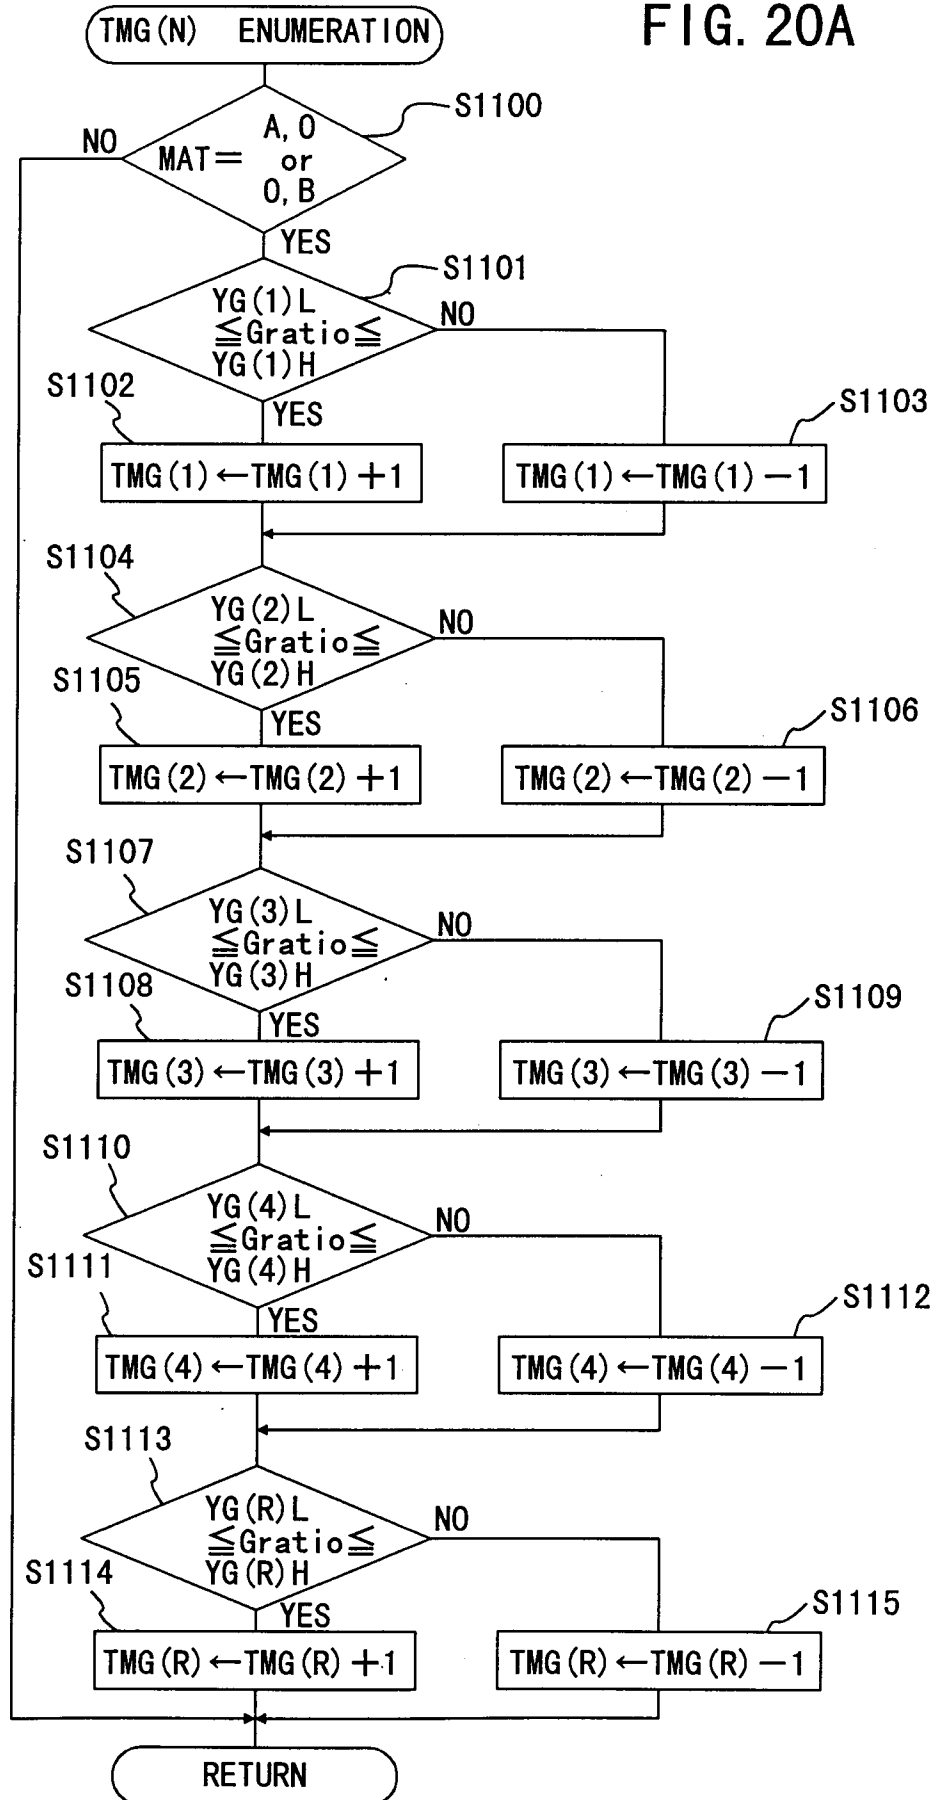 FIG. 20A
TMG(N) ENUMERATION
S1100
NO
A, 0
MAT= or
0, B
YES
S1101
YG(1)L
≦Gratio≦
YG(1)H
NO
S1102
YES
S1103
TMG(1)←TMG(1)+1
TMG(1)←TMG(1)−1
S1104
YG(2)L
≦Gratio≦
YG(2)H
NO
S1105
YES
S1106
TMG(2)←TMG(2)+1
TMG(2)←TMG(2)−1
S1107
YG(3)L
≦Gratio≦
YG(3)H
NO
S1108
YES
S1109
TMG(3)←TMG(3)+1
TMG(3)←TMG(3)−1
S1110
YG(4)L
≦Gratio≦
YG(4)H
NO
S1111
YES
S1112
TMG(4)←TMG(4)+1
TMG(4)←TMG(4)−1
S1113
YG(R)L
≦Gratio≦
YG(R)H
NO
S1114
YES
S1115
TMG(R)←TMG(R)+1
TMG(R)←TMG(R)−1
RETURN